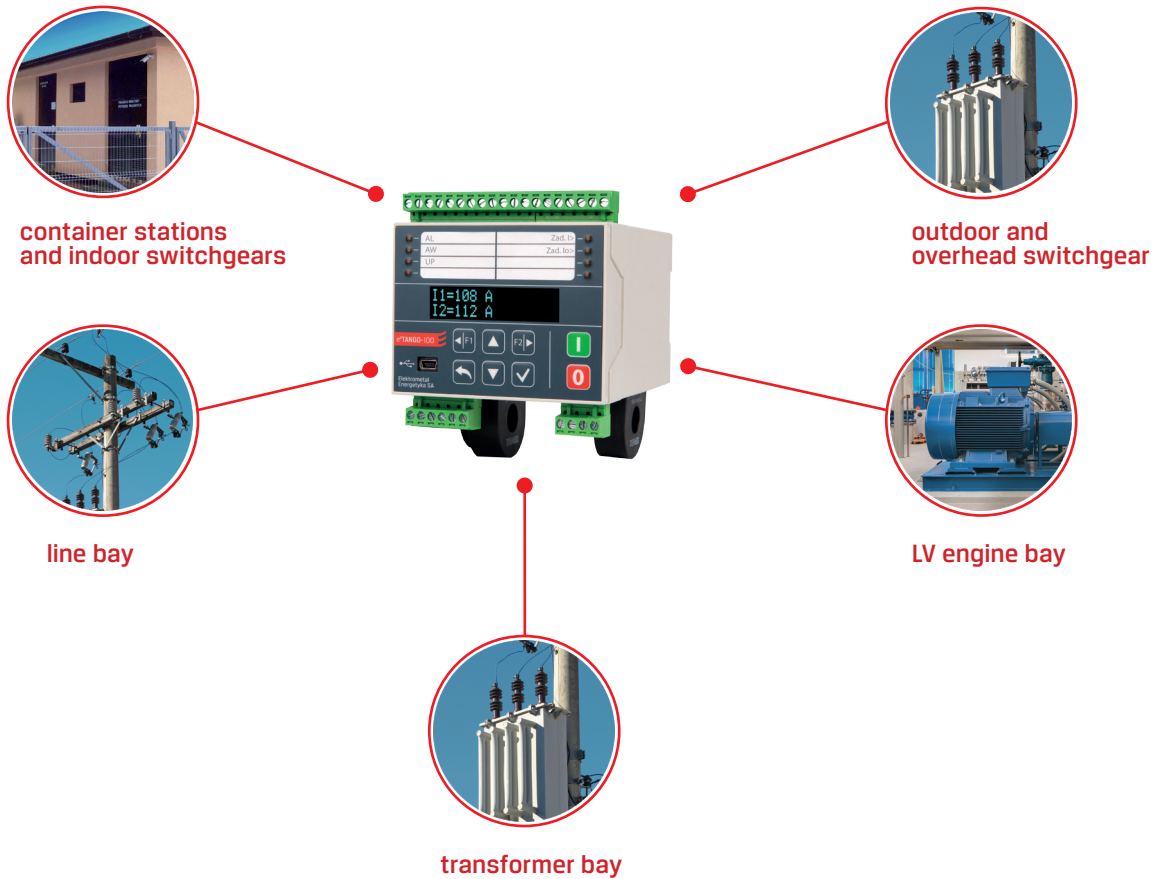 container stations
and indoor switchgears
outdoor and
overhead switchgear
AL
AW
UP
Zad. I>
Zad. Io>
I1=108 A
I2=112 A
e²TANGO-100
F1
F2
I
0
Elektrometal
Energetyka SA
line bay
LV engine bay
transformer bay